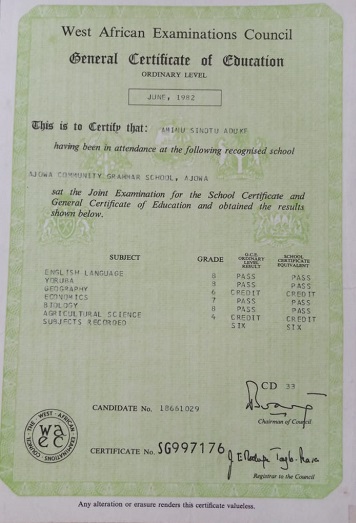 West African Examinations Council
General Certificate of Education
ORDINARY LEVEL
JUNE, 1982
This is to Certify that: ADUKE
having been in attendance at the following recognised school
AJOWA COMMUNITY GRAMMAR SCHOOL, AJOWA
sat the Joint Examination for the School Certificate and
General Certificate of Education and obtained the results
shown below.
SUBJECT GRADE G.C.E. ORDINARY LEVEL RESULT SCHOOL CERTIFICATE EQUIVALENT
ENGLISH LANGUAGE 8 PASS PASS
YORUBA 8 PASS PASS
GEOGRAPHY 6 CREDIT CREDIT
ECONOMICS 7 PASS PASS
BIOLOGY 8 PASS PASS
AGRICULTURAL SCIENCE 4 CREDIT CREDIT
SUBJECTS RECORDED SIX SIX
CD 33
CANDIDATE No. 18661029
Chairman of Council
THE WEST AFRICAN EXAMINATIONS COUNCIL
waec
CERTIFICATE No. SG997176
Registrar to the Council
Any alteration or erasure renders this certificate valueless.